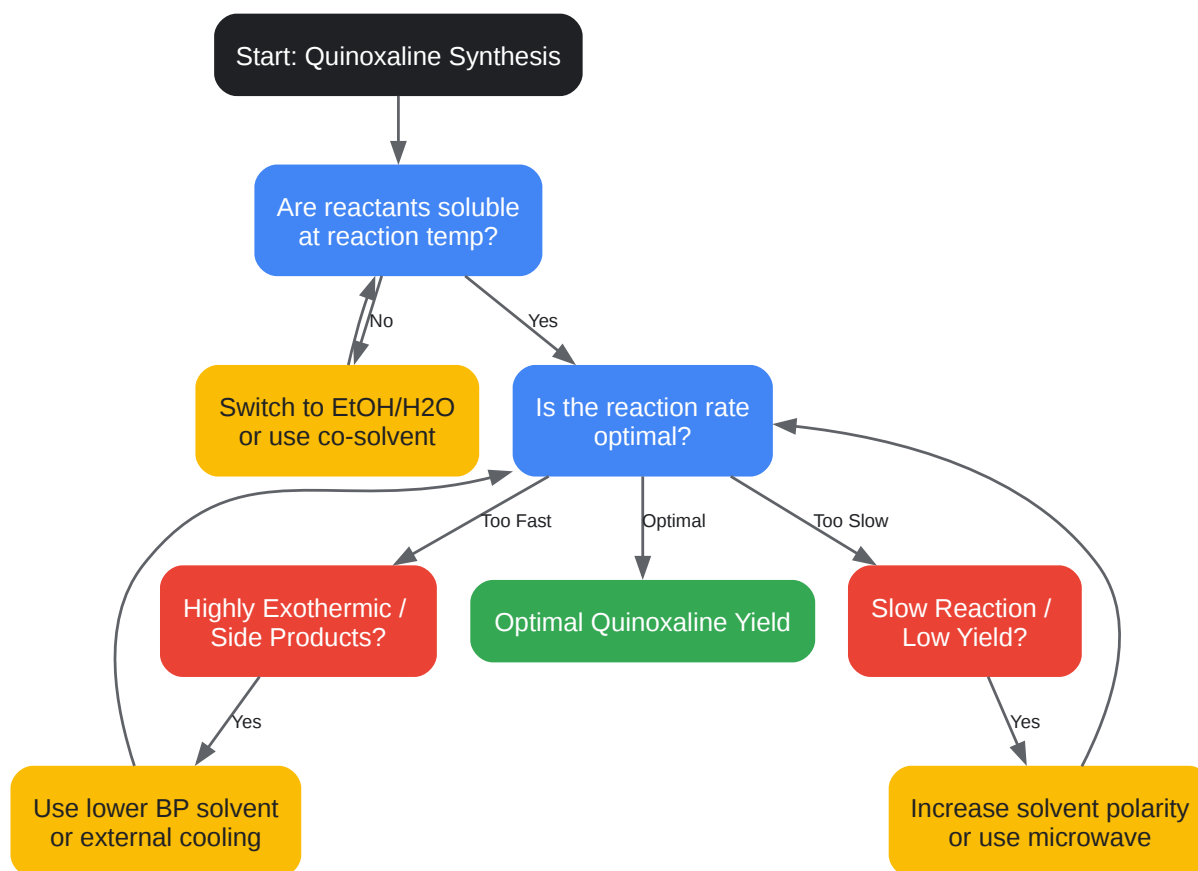 Start: Quinoxaline Synthesis
Are reactants soluble
at reaction temp?
No
Yes
Switch to EtOH/H2O
or use co-solvent
Is the reaction rate
optimal?
Too Fast
Optimal
Too Slow
Highly Exothermic /
Side Products?
Optimal Quinoxaline Yield
Slow Reaction /
Low Yield?
Yes
Yes
Use lower BP solvent
or external cooling
Increase solvent polarity
or use microwave